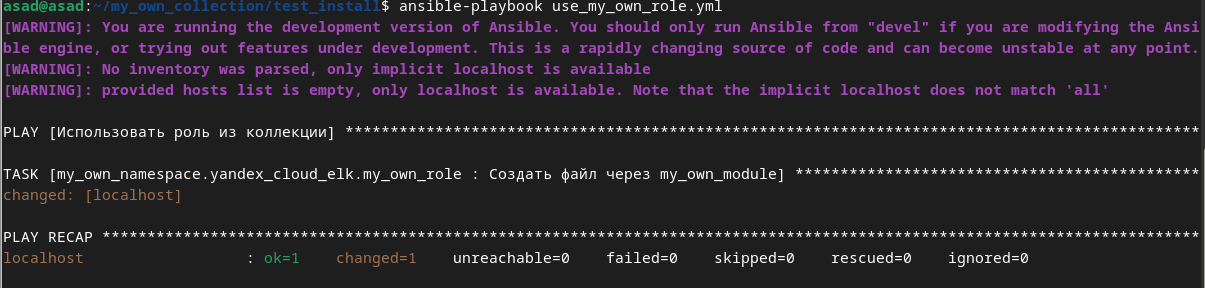 asad@asad:~/my_own_collection/test_install$ ansible-playbook use_my_own_role.yml
[WARNING]: You are running the development version of Ansible. You should only run Ansible from "devel" if you are modifying the Ansi
ble engine, or trying out features under development. This is a rapidly changing source of code and can become unstable at any point.
[WARNING]: No inventory was parsed, only implicit localhost is available
[WARNING]: provided hosts list is empty, only localhost is available. Note that the implicit localhost does not match 'all'
PLAY [Использовать роль из коллекции] ***********************************************************************************************
TASK [my_own_namespace.yandex_cloud_elk.my_own_role : Создать файл через my_own_module] *********************************************
changed: [localhost]
PLAY RECAP **************************************************************************************************************************
localhost                  : ok=1    changed=1    unreachable=0    failed=0    skipped=0    rescued=0    ignored=0